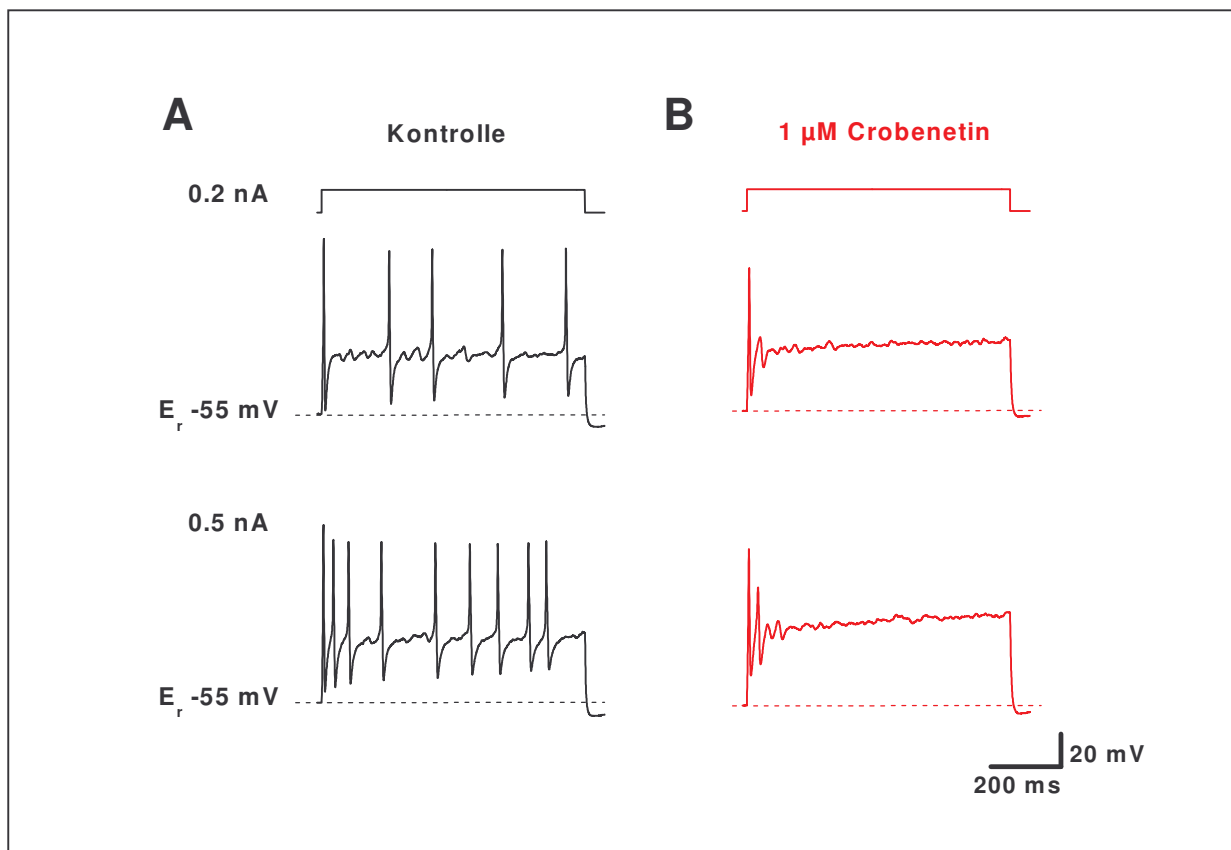 A
Kontrolle
0.2 nA
Er -55 mV
0.5 nA
Er -55 mV
B
1 µM Crobenetin
20 mV
200 ms